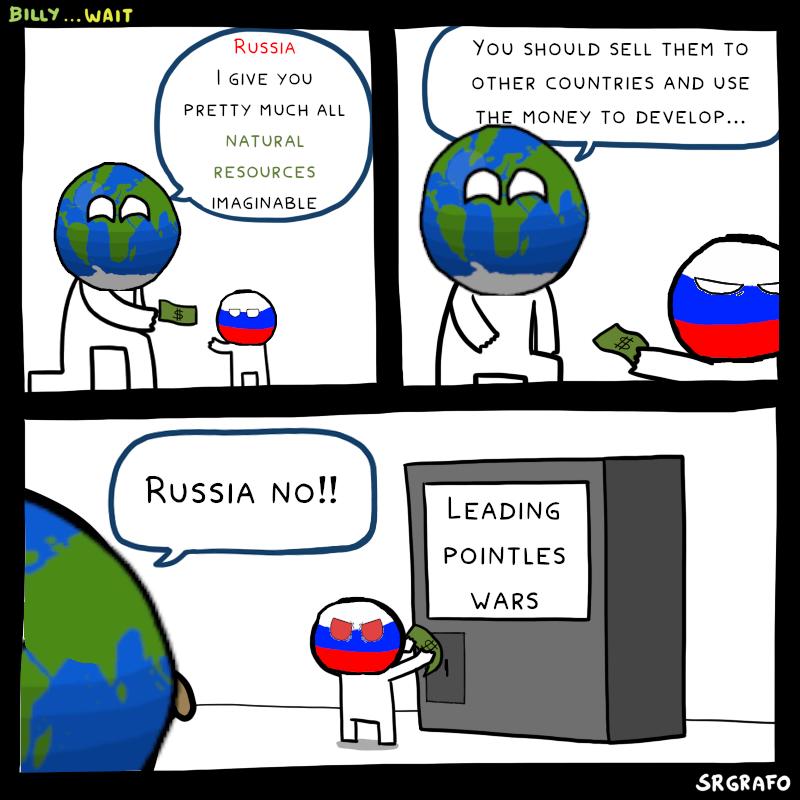 BILLY...WAIT
RUSSIA
I GIVE YOU
PRETTY MUCH ALL
NATURAL
RESOURCES
IMAGINABLE
$
YOU SHOULD SELL THEM TO
OTHER COUNTRIES AND USE
THE MONEY TO DEVELOP...
$
RUSSIA NO!!
LEADING
POINTLES
WARS
$
SRGRAFO